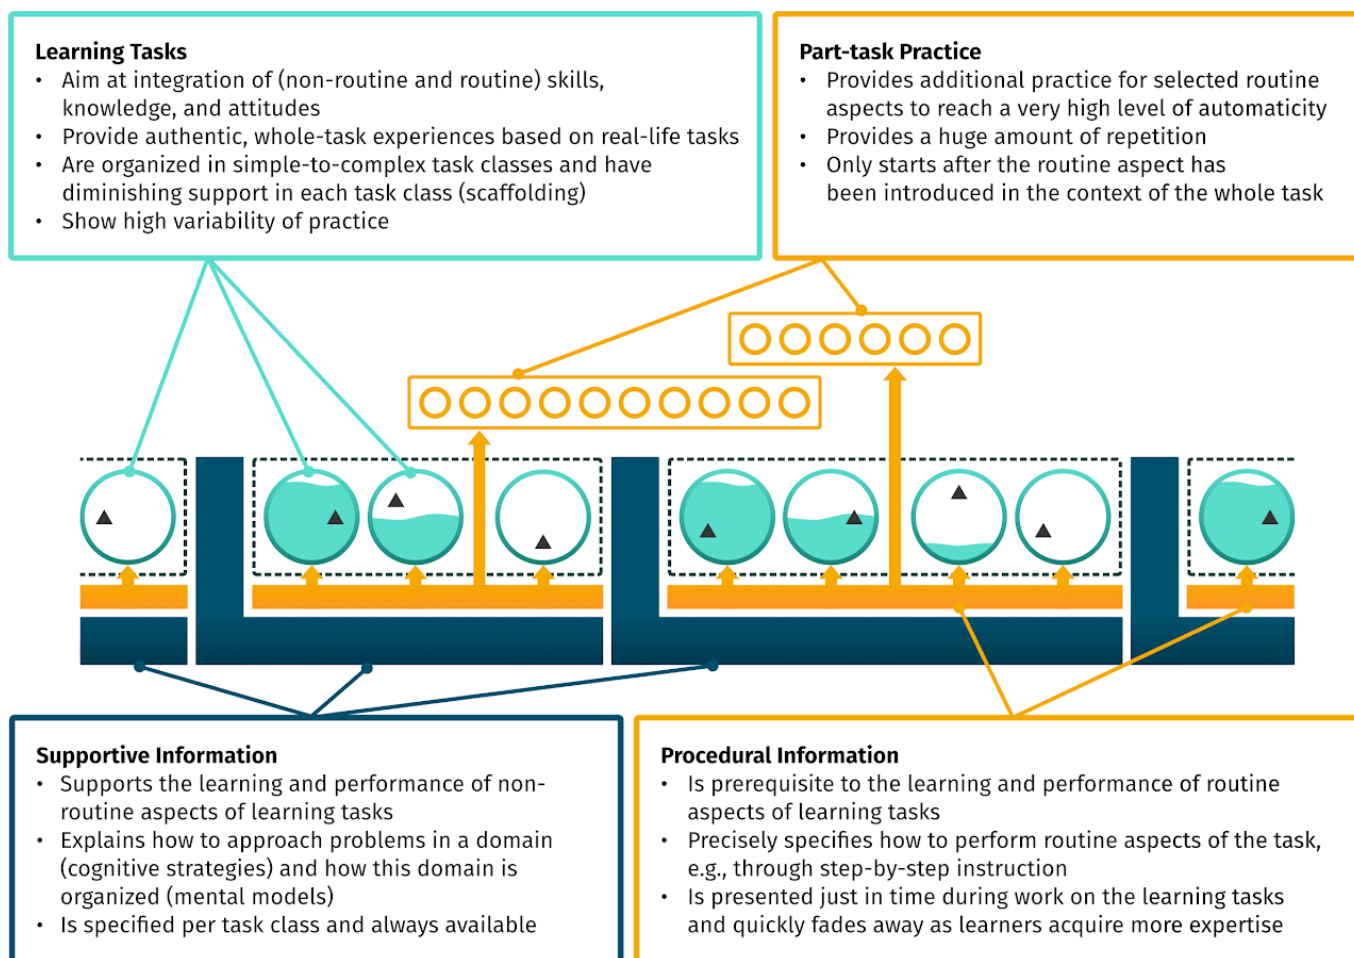 Learning Tasks
• Aim at integration of (non-routine and routine) skills,
knowledge, and attitudes
• Provide authentic, whole-task experiences based on real-life tasks
• Are organized in simple-to-complex task classes and have
diminishing support in each task class (scaffolding)
• Show high variability of practice
Part-task Practice
• Provides additional practice for selected routine
aspects to reach a very high level of automaticity
• Provides a huge amount of repetition
• Only starts after the routine aspect has
been introduced in the context of the whole task
Supportive Information
• Supports the learning and performance of non-
routine aspects of learning tasks
• Explains how to approach problems in a domain
(cognitive strategies) and how this domain is
organized (mental models)
• Is specified per task class and always available
Procedural Information
• Is prerequisite to the learning and performance of routine
aspects of learning tasks
• Precisely specifies how to perform routine aspects of the task,
e.g., through step-by-step instruction
• Is presented just in time during work on the learning tasks
and quickly fades away as learners acquire more expertise